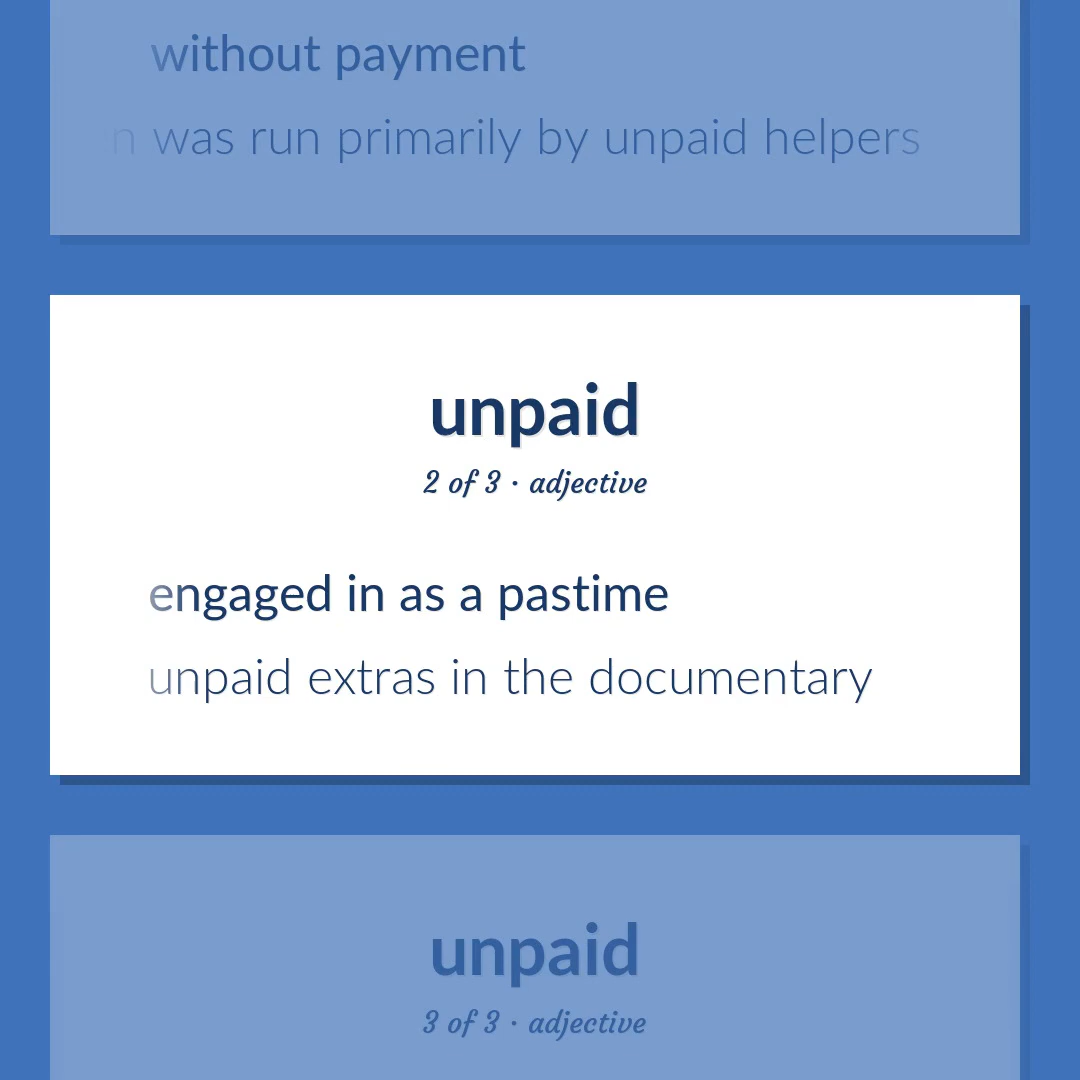 without payment
was run primarily by unpaid helpers
unpaid
2 of 3 · adjective
engaged in as a pastime
unpaid extras in the documentary
unpaid
3 of 3 · adjective